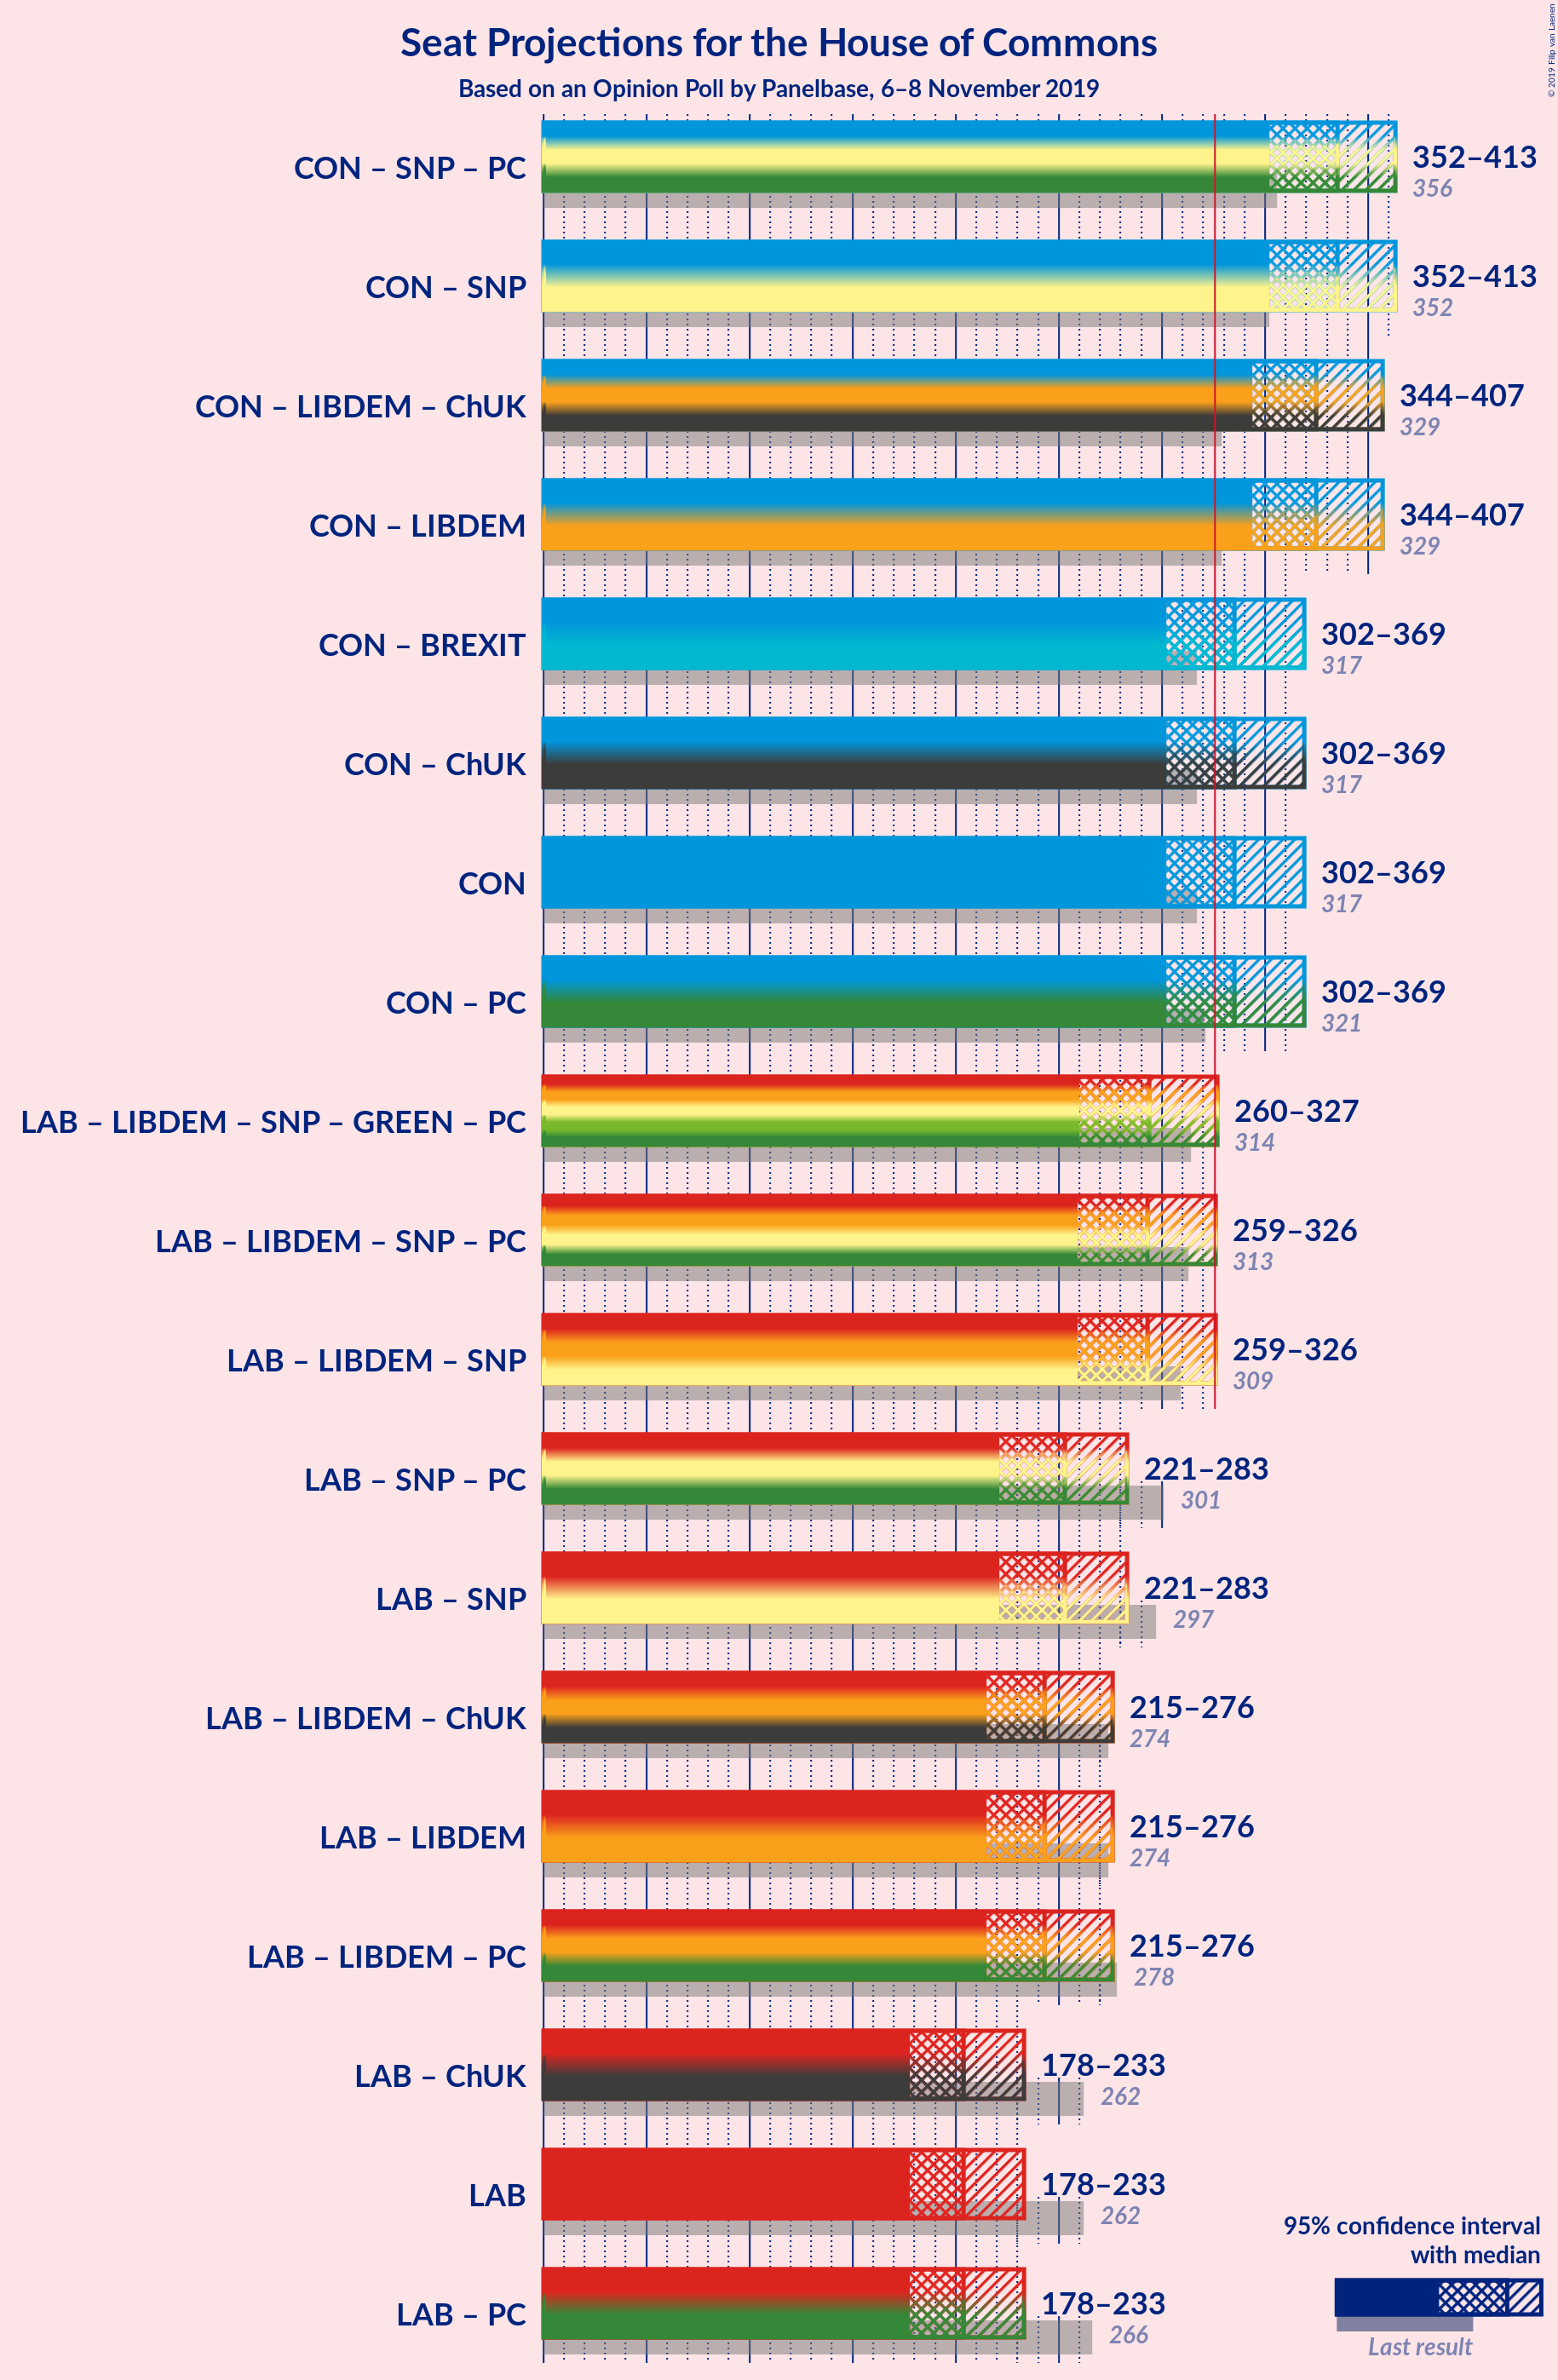 Seat Projections for the House of Commons
Based on an Opinion Poll by Panelbase, 6–8 November 2019
© 2019 Filip van Laenen
CON – SNP – PC
352–413
356
CON – SNP
352–413
352
CON – LIBDEM – ChUK
344–407
329
CON – LIBDEM
344–407
329
CON – BREXIT
302–369
317
CON – ChUK
302–369
317
CON
302–369
317
CON – PC
302–369
321
LAB – LIBDEM – SNP – GREEN – PC
260–327
314
LAB – LIBDEM – SNP – PC
259–326
313
LAB – LIBDEM – SNP
259–326
309
LAB – SNP – PC
221–283
301
LAB – SNP
221–283
297
LAB – LIBDEM – ChUK
215–276
274
LAB – LIBDEM
215–276
274
LAB – LIBDEM – PC
215–276
278
LAB – ChUK
178–233
262
LAB
178–233
262
LAB – PC
178–233
266
95% confidence interval
with median
Last result